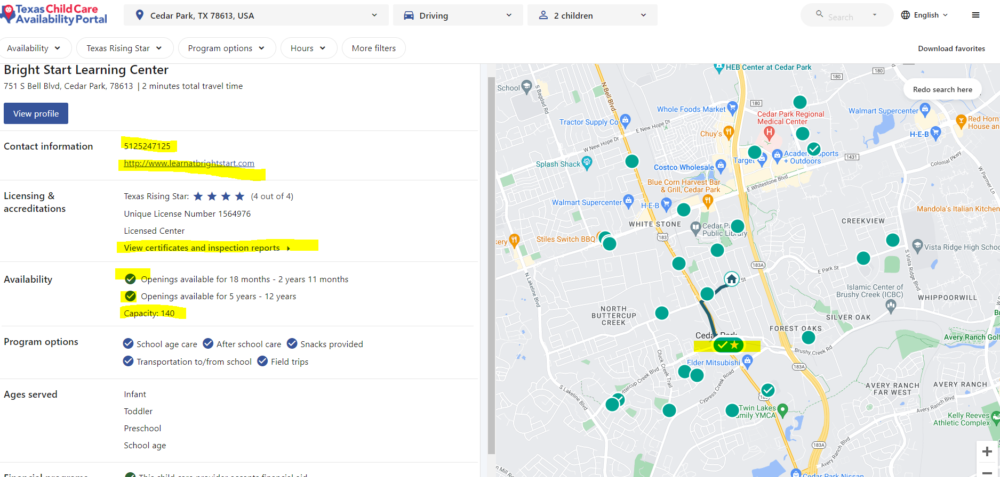 Texas Child Care
Availability Portal
Cedar Park, TX 78613, USA
Driving
2 children
Search
English
Availability
Texas Rising Star
Program options
Hours
More filters
Download favorites
Bright Start Learning Center
751 S Bell Blvd, Cedar Park, 78613 | 2 minutes total travel time
View profile
Contact information
5125247125
http://www.learnatbrightstart.com
Licensing &
accreditations
Texas Rising Star:
(4 out of 4)
Unique License Number 1564976
Licensed Center
View certificates and inspection reports
Availability
Openings available for 18 months - 2 years 11 months
Openings available for 5 years - 12 years
Capacity: 140
Program options
School age care
After school care
Snacks provided
Transportation to/from school
Field trips
Ages served
Infant
Toddler
Preschool
School age
Financial programs
This child care provider accepts financial aid
HEB Center at Cedar Park
180
180
Redo search here
School
S Bagdad Rd
N Bell Blvd
180
Whole Foods Market
Cedar Park Regional
Medical Center
Walmart Supercenter
Red Horn
House an
Tractor Supply Co
E New Hope Dr
Chuy's
H-E-B
W New Hope Dr
Splash Shack
Target
Sports
+ Outdoors
1431
Colonial Pkwy
W Parmer Ln
Costco Wholesale
Blue Corn Harvest Bar
& Grill, Cedar Park
E Whitestone Blvd
Walmart Supercenter
H-E-B
Mandola's Italian Kitchen
WHITE STONE
Cedar P
Public Library
CREEKVIEW
183
Stiles Switch BBQ
kery
Vista Ridge High Schoo
S Vista Ridge Blvd
183A
E Park St
N Lakeline Blvd
St
Islamic Center of
Brushy Creek (ICBC)
WHIPPOORWILL
NORTH
BUTTERCUP
CREEK
SILVER OAK
FOREST OAKS
Cedar Park
Avery Ranch Golf
Brushy Creek Rd
Cluck Creek Trail
Elder Mitsubishi
183A
ttercup Creek Blvd
Cypress Creek Road
S Lakeline Blvd
AVERY RANCH
FAR WEST
AVERY RANCH
183
Twin Lakes
amily YMCA
Avery Ranch Blvd
Kelly Reeves
Athletic Complex
183A
Avery Ranch Blvd
n Mill Rd
Cedar Park Nissan